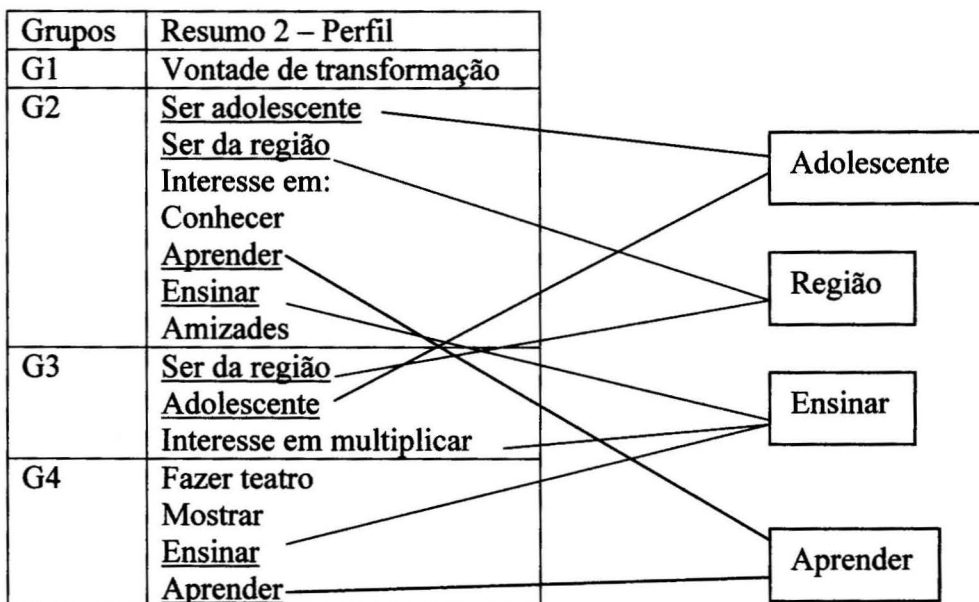 Grupos Resumo 2 – Perfil
G1 Vontade de transformação
G2 Ser adolescente
Ser da região
Interesse em:
Conhecer
Aprender
Ensinar
Amizades
G3 Ser da região
Adolescente
Interesse em multiplicar
G4 Fazer teatro
Mostrar
Ensinar
Aprender
Adolescente
Região
Ensinar
Aprender